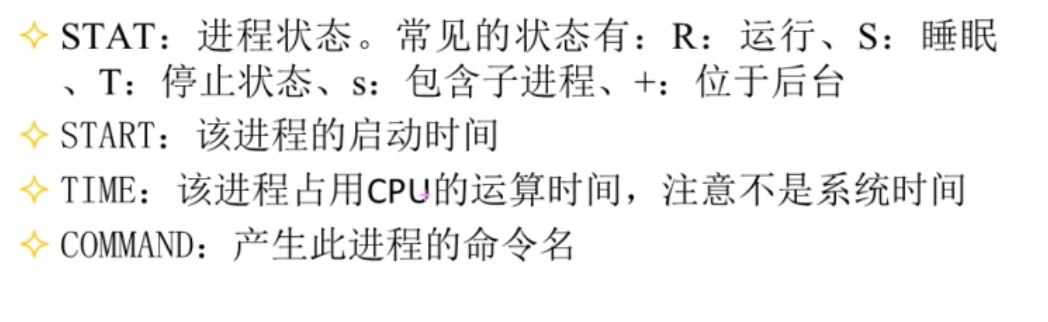 STAT：进程状态。常见的状态有：R：运行、S：睡眠
、T：停止状态、s：包含子进程、+：位于后台
START：该进程的启动时间
TIME：该进程占用CPU的运算时间，注意不是系统时间
COMMAND：产生此进程的命令名